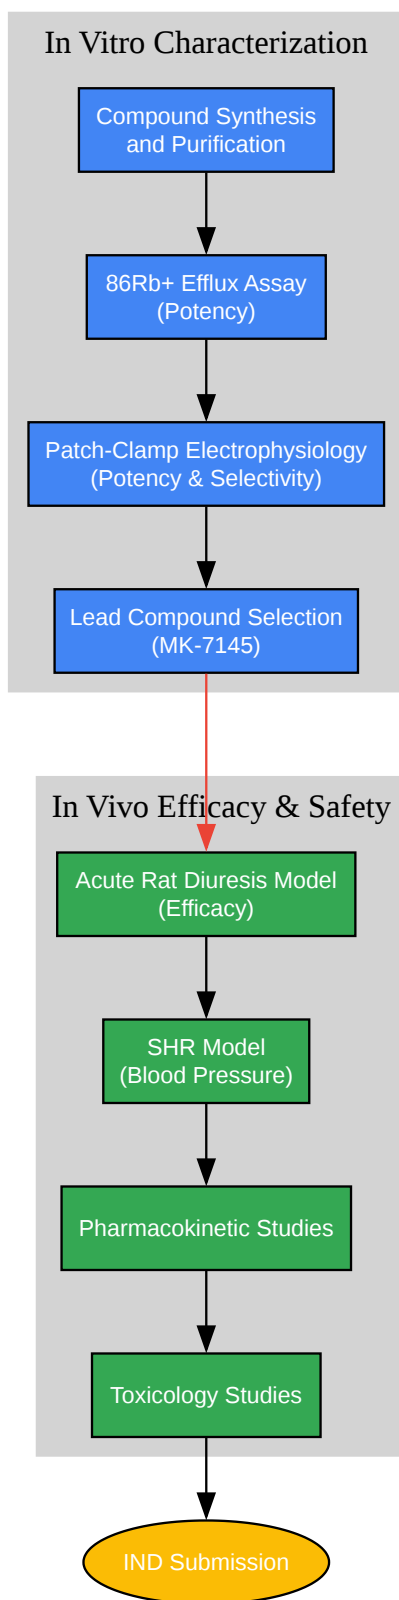 In Vitro Characterization
Compound Synthesis
and Purification
86Rb+ Efflux Assay
(Potency)
Patch-Clamp Electrophysiology
(Potency & Selectivity)
Lead Compound Selection
(MK-7145)
In Vivo Efficacy & Safety
Acute Rat Diuresis Model
(Efficacy)
SHR Model
(Blood Pressure)
Pharmacokinetic Studies
Toxicology Studies
IND Submission